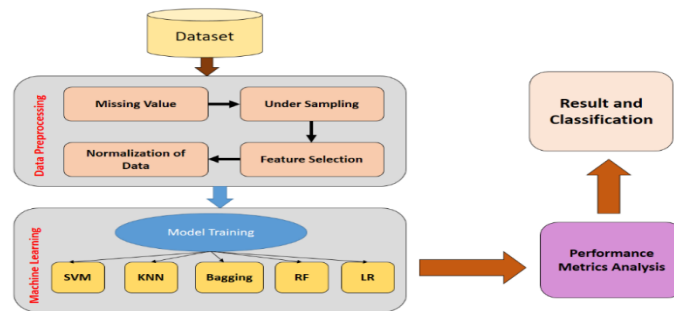 Dataset
Data Preprocessing
Missing Value
Under Sampling
Normalization of
Data
Feature Selection
Machine Learning
Model Training
SVM
KNN
Bagging
RF
LR
Performance
Metrics Analysis
Result and
Classification